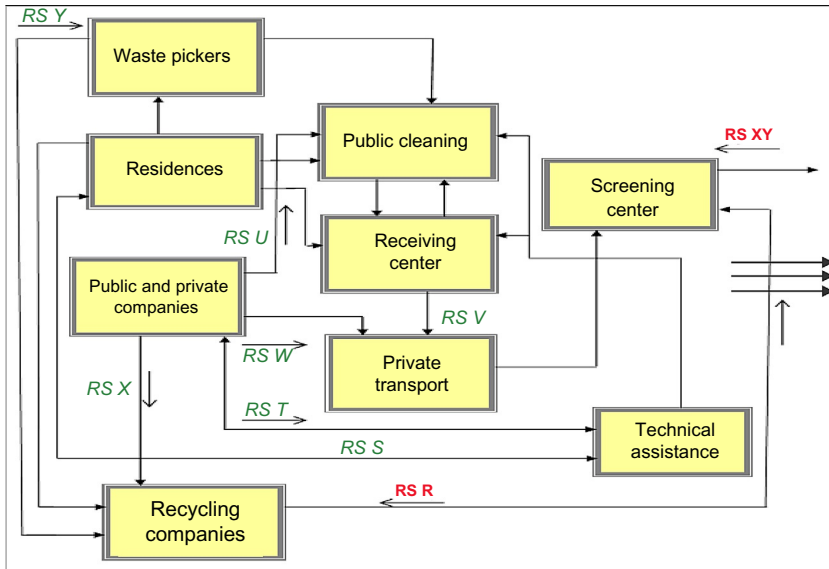 RS Y
Waste pickers
Public cleaning
RS XY
Residences
Screening
center
RS U
Receiving
center
Public and private
companies
RS V
RS W
Private
transport
RS X
RS T
Technical
assistance
RS S
RS R
Recycling
companies